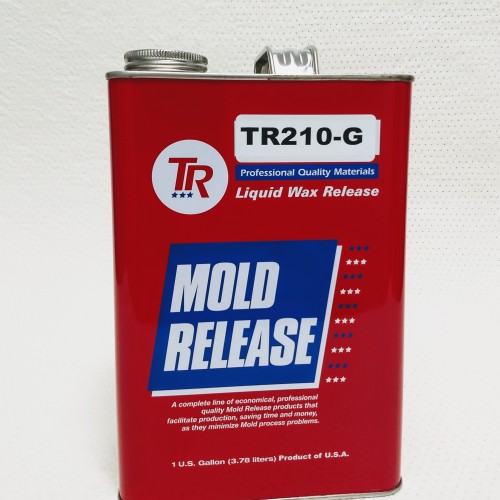 TR210-G
TR
Professional Quality Materials
Liquid Wax Release
MOLD
RELEASE
A complete line of economical, professional
quality Mold Release products that
facilitate production, saving time and money,
as they minimize Mold process problems.
1 U.S. Gallon (3.78 liters) Product of U.S.A.